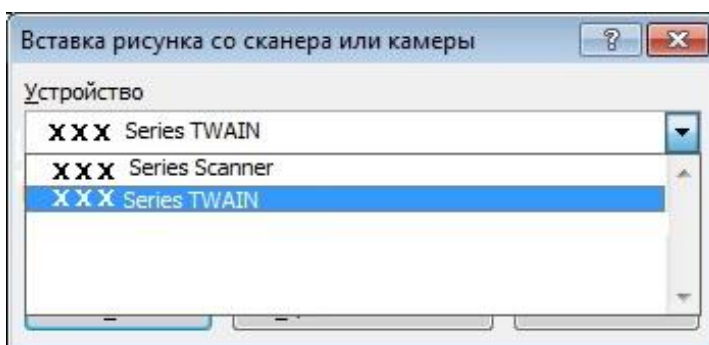 Вставка рисунка со сканера или камеры
Устройство
XXX Series TWAIN
XXX Series Scanner
XXX Series TWAIN